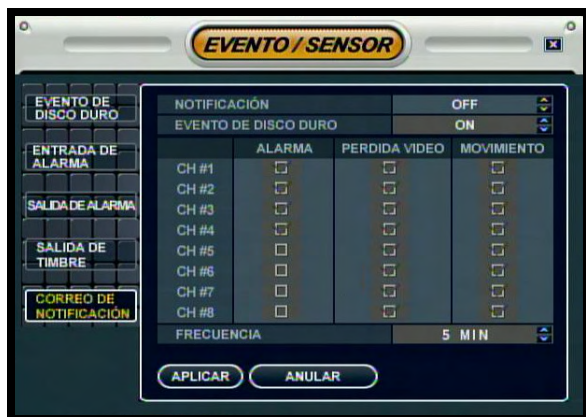 EVENTO / SENSOR
EVENTO DE
DISCO DURO
ENTRADA DE
ALARMA
SALIDA DE ALARMA
SALIDA DE
TIMBRE
CORREO DE
NOTIFICACIÓN
NOTIFICACIÓN OFF
EVENTO DE DISCO DURO ON
ALARMA PERDIDA VIDEO MOVIMIENTO
CH #1
CH #2
CH #3
CH #4
CH #5
CH #6
CH #7
CH #8
FRECUENCIA 5 MIN
APLICAR ANULAR